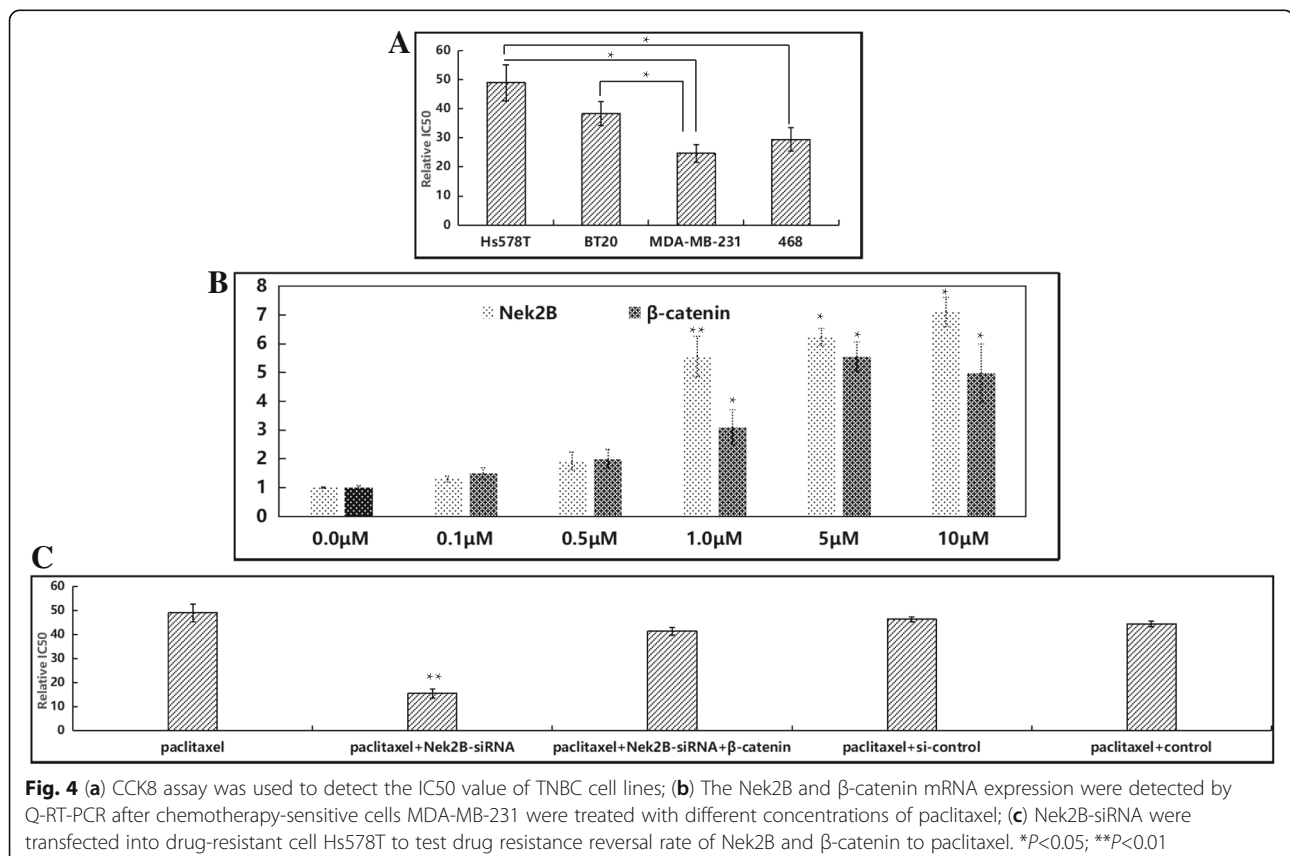 A
*
*
*
60
50
40
30
20
10
0
Relative IC50
Hs578T BT20 MDA-MB-231 468
B
8
7
6
5
4
3
2
1
0
Nek2B β-catenin
** * * * * *
0.0μM 0.1μM 0.5μM 1.0μM 5μM 10μM
C
60
50
40
30
20
10
0
Relative IC50
**
paclitaxel paclitaxel+Nek2B-siRNA paclitaxel+Nek2B-siRNA+β-catenin paclitaxel+si-control paclitaxel+control
Fig. 4 (a) CCK8 assay was used to detect the IC50 value of TNBC cell lines; (b) The Nek2B and β-catenin mRNA expression were detected by
Q-RT-PCR after chemotherapy-sensitive cells MDA-MB-231 were treated with different concentrations of paclitaxel; (c) Nek2B-siRNA were
transfected into drug-resistant cell Hs578T to test drug resistance reversal rate of Nek2B and β-catenin to paclitaxel. *P<0.05; **P<0.01